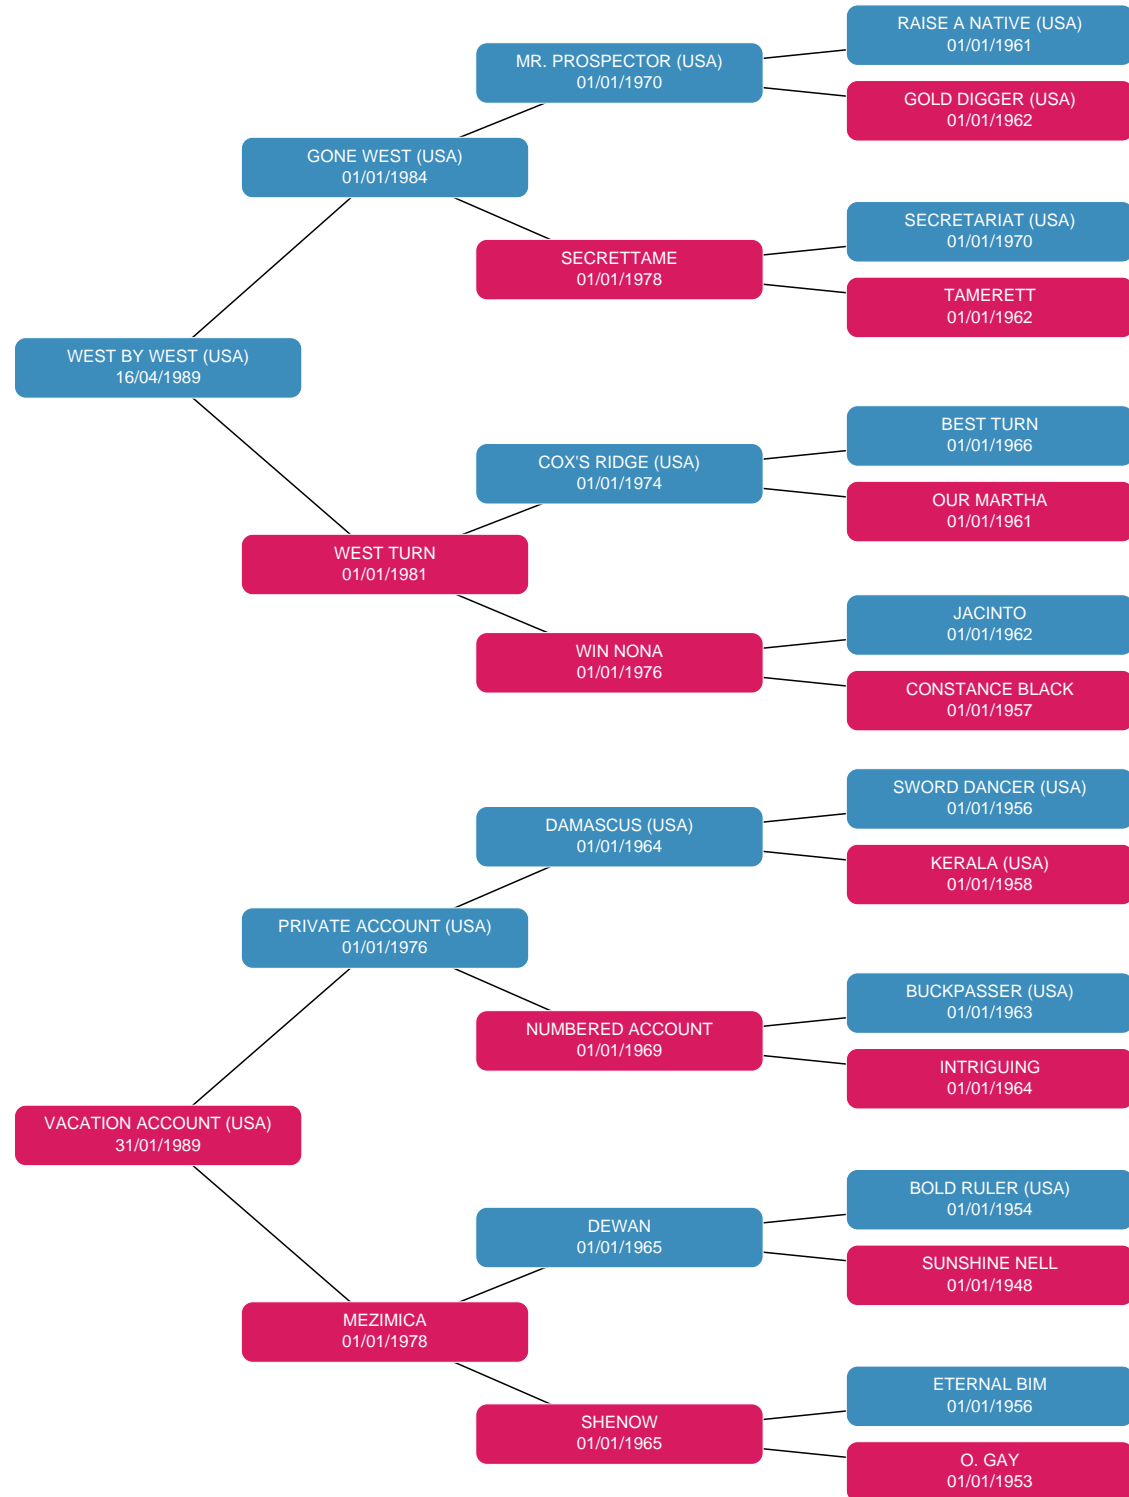 RAISE A NATIVE (USA)
01/01/1961
MR. PROSPECTOR (USA)
01/01/1970
GOLD DIGGER (USA)
01/01/1962
GONE WEST (USA)
01/01/1984
SECRETARIAT (USA)
01/01/1970
SECRETTAME
01/01/1978
TAMERETT
01/01/1962
WEST BY WEST (USA)
16/04/1989
BEST TURN
01/01/1966
COX'S RIDGE (USA)
01/01/1974
OUR MARTHA
01/01/1961
WEST TURN
01/01/1981
JACINTO
01/01/1962
WIN NONA
01/01/1976
CONSTANCE BLACK
01/01/1957
SWORD DANCER (USA)
01/01/1956
DAMASCUS (USA)
01/01/1964
KERALA (USA)
01/01/1958
PRIVATE ACCOUNT (USA)
01/01/1976
BUCKPASSER (USA)
01/01/1963
NUMBERED ACCOUNT
01/01/1969
INTRIGUING
01/01/1964
VACATION ACCOUNT (USA)
31/01/1989
BOLD RULER (USA)
01/01/1954
DEWAN
01/01/1965
SUNSHINE NELL
01/01/1948
MEZIMICA
01/01/1978
ETERNAL BIM
01/01/1956
SHENOW
01/01/1965
O. GAY
01/01/1953